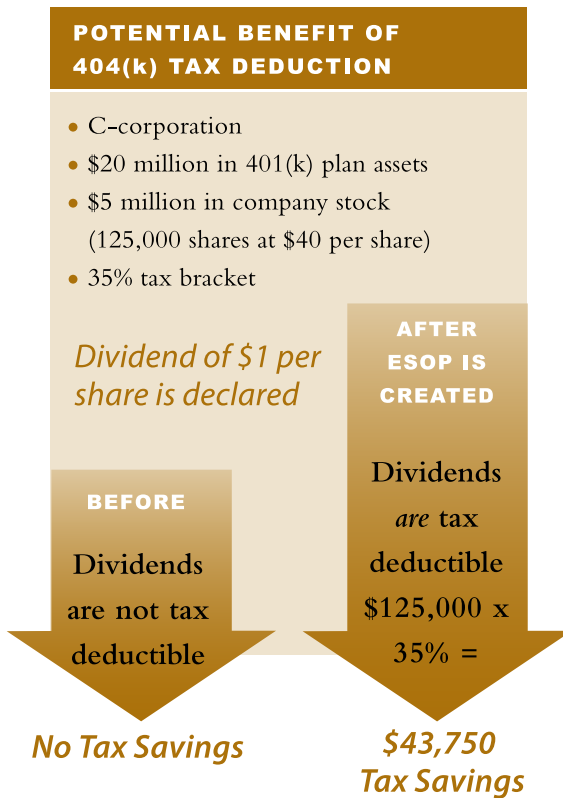 POTENTIAL BENEFIT OF
404(k) TAX DEDUCTION
• C-corporation
• $20 million in 401(k) plan assets
• $5 million in company stock
(125,000 shares at $40 per share)
• 35% tax bracket
Dividend of $1 per
share is declared
BEFORE
Dividends
are not tax
deductible
No Tax Savings
AFTER
ESOP IS
CREATED
Dividends
are tax
deductible
$125,000 x
35% =
$43,750
Tax Savings